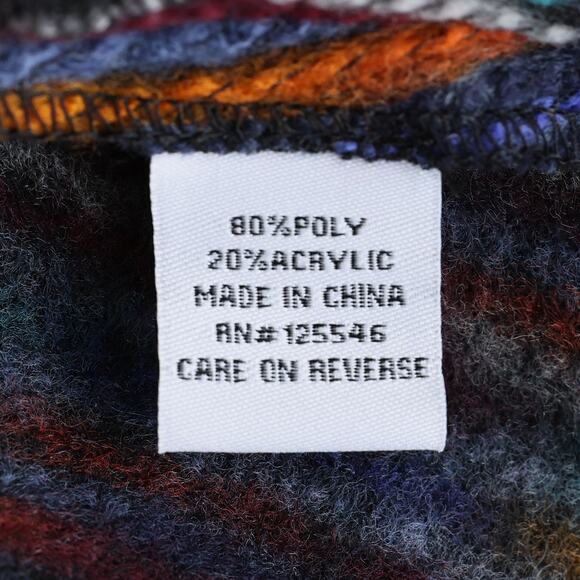 80%POLY
20%ACRYLIC
MADE IN CHINA
RN#125546
CARE ON REVERSE